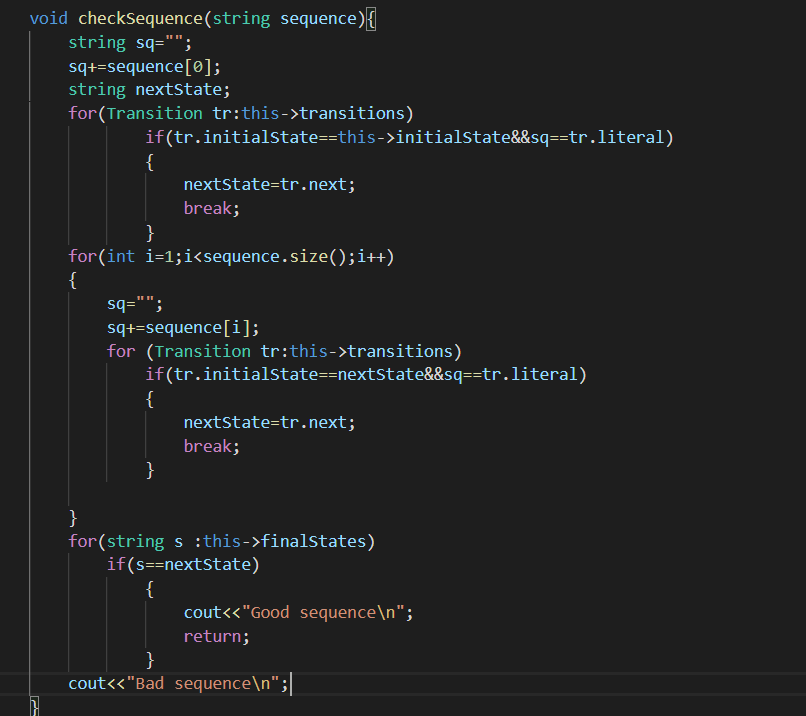 void checkSequence(string sequence){
    string sq="";
    sq+=sequence[0];
    string nextState;
    for(Transition tr:this->transitions)
            if(tr.initialState==this->initialState&&sq==tr.literal)
            {
                nextState=tr.next;
                break;
            }
    for(int i=1;i<sequence.size();i++)
    {
        sq="";
        sq+=sequence[i];
        for (Transition tr:this->transitions)
            if(tr.initialState==nextState&&sq==tr.literal)
            {
                nextState=tr.next;
                break;
            }

    }
    for(string s :this->finalStates)
        if(s==nextState)
            {
                cout<<"Good sequence\n";
                return;
            }
    cout<<"Bad sequence\n";
}